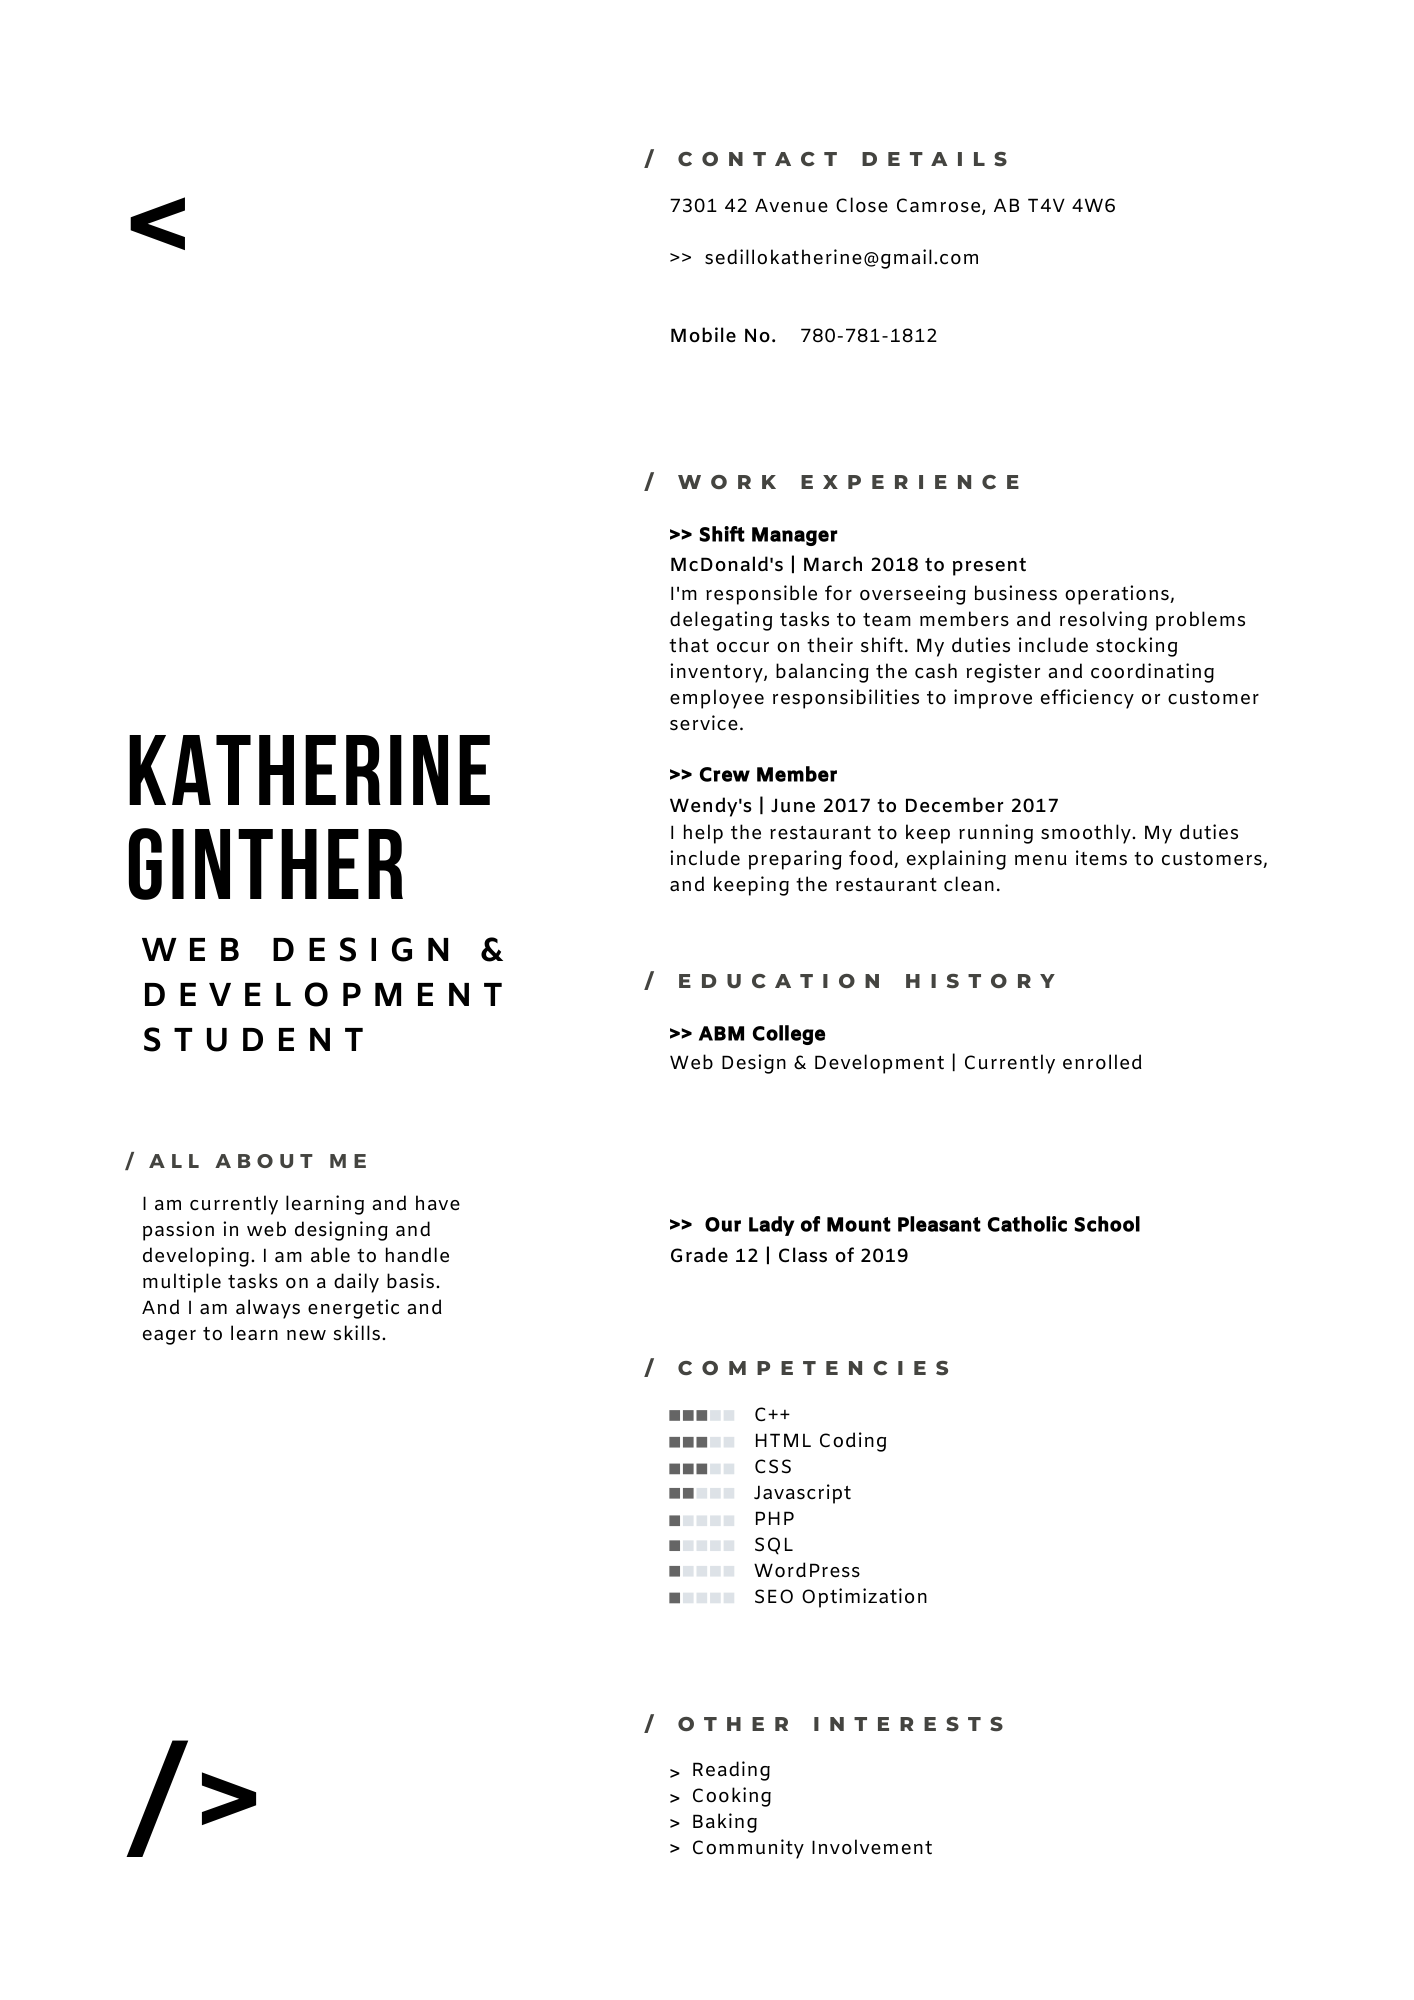 <
KATHERINE
GINTHER
WEB DESIGN &
DEVELOPMENT
STUDENT
/ ALL ABOUT ME
I am currently learning and have
passion in web designing and
developing. I am able to handle
multiple tasks on a daily basis.
And I am always energetic and
eager to learn new skills.
/>
/ CONTACT DETAILS
7301 42 Avenue Close Camrose, AB T4V 4W6
>> sedillokatherine@gmail.com
Mobile No. 780-781-1812
/ WORK EXPERIENCE
>> Shift Manager
McDonald's | March 2018 to present
I'm responsible for overseeing business operations,
delegating tasks to team members and resolving problems
that occur on their shift. My duties include stocking
inventory, balancing the cash register and coordinating
employee responsibilities to improve efficiency or customer
service.
>> Crew Member
Wendy's | June 2017 to December 2017
I help the restaurant to keep running smoothly. My duties
include preparing food, explaining menu items to customers,
and keeping the restaurant clean.
/ EDUCATION HISTORY
>> ABM College
Web Design & Development | Currently enrolled
>> Our Lady of Mount Pleasant Catholic School
Grade 12 | Class of 2019
/ COMPETENCIES
C++
HTML Coding
CSS
Javascript
PHP
SQL
WordPress
SEO Optimization
/ OTHER INTERESTS
> Reading
> Cooking
> Baking
> Community Involvement